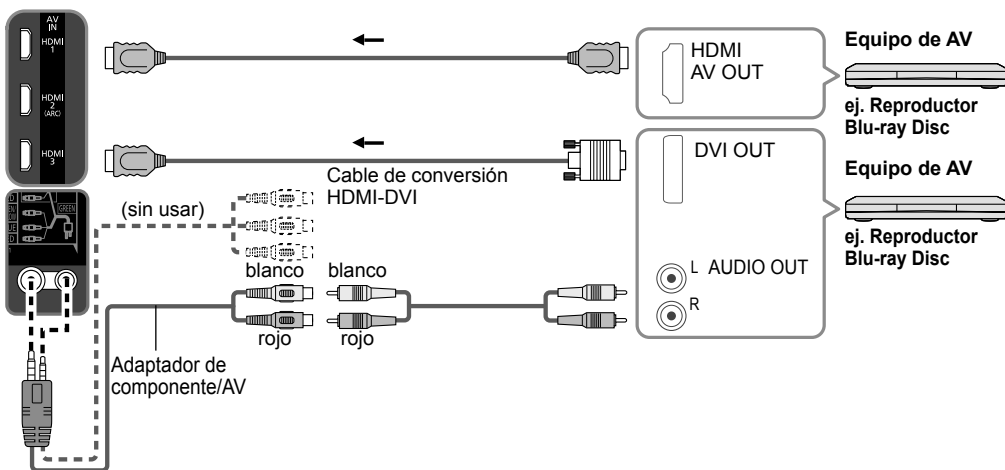 AV
IN
HDMI
1
HDMI
2
(ARC)
HDMI
3
HDMI
AV OUT
Equipo de AV
ej. Reproductor
Blu-ray Disc
Cable de conversión
HDMI-DVI
DVI OUT
Equipo de AV
ej. Reproductor
Blu-ray Disc
L AUDIO OUT
R
GREEN
(sin usar)
blanco
blanco
rojo
rojo
Adaptador de
componente/AV